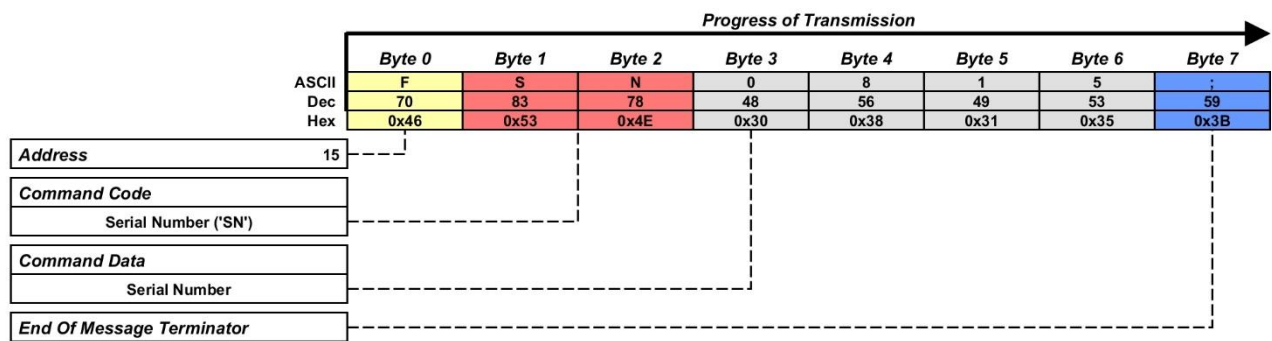 Progress of Transmission
Byte 0 Byte 1 Byte 2 Byte 3 Byte 4 Byte 5 Byte 6 Byte 7
ASCII F S N 0 8 1 5 ;
Dec 70 83 78 48 56 49 53 59
Hex 0x46 0x53 0x4E 0x30 0x38 0x31 0x35 0x3B
Address 15
Command Code
Serial Number ('SN')
Command Data
Serial Number
End Of Message Terminator